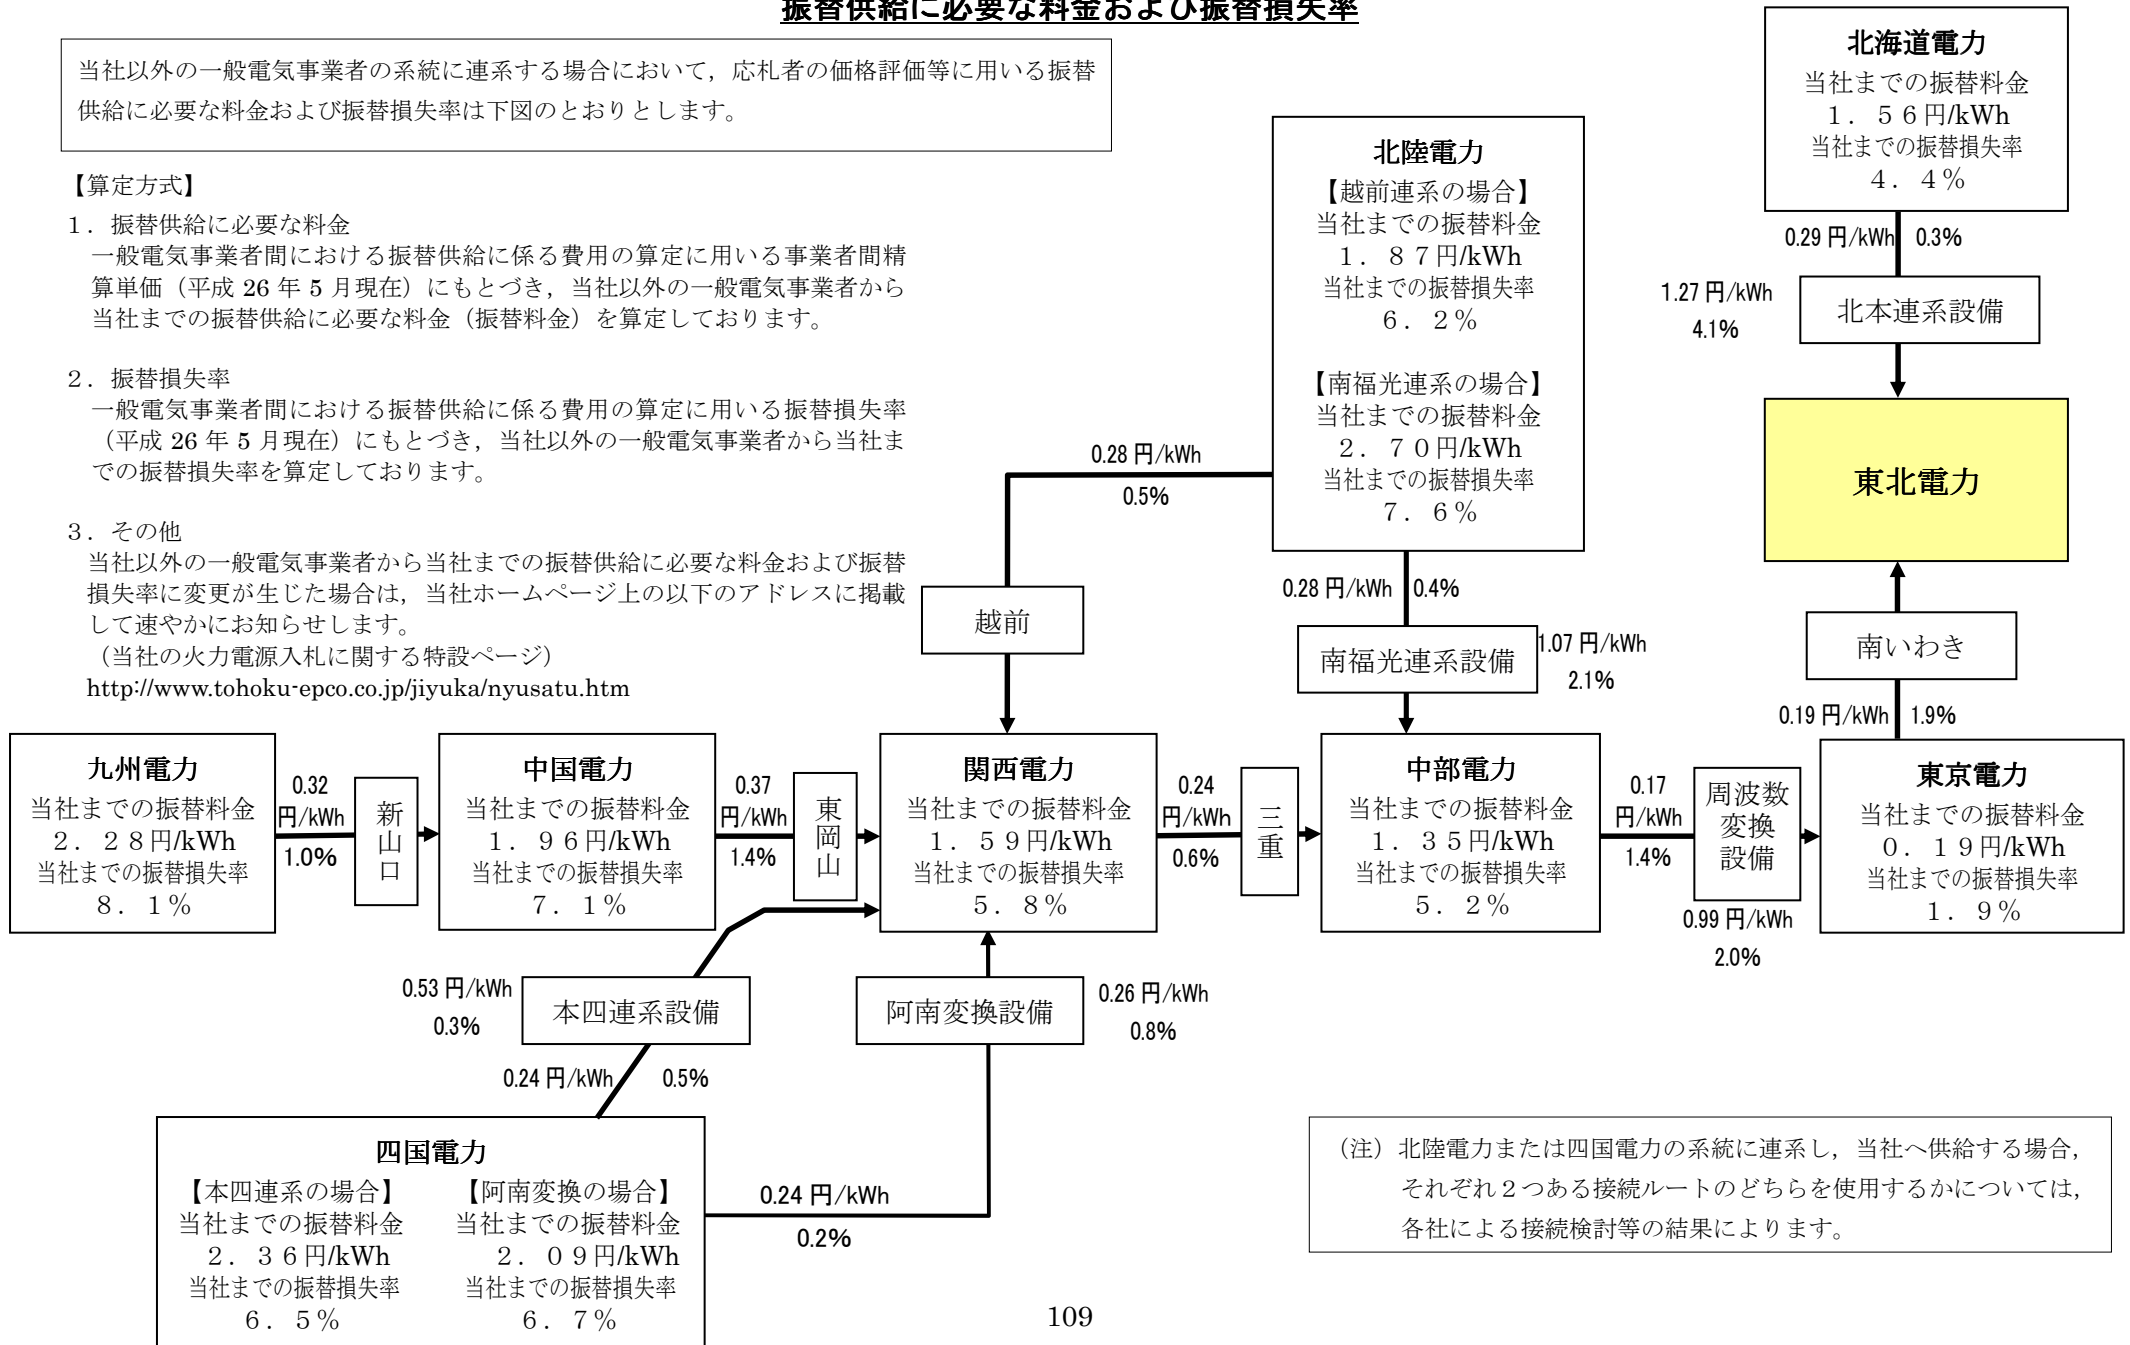 振替供給に必要な料金および振替損失率
当社以外の一般電気事業者の系統に連系する場合において，応札者の価格評価等に用いる振替
供給に必要な料金および振替損失率は下図のとおりとします。
【算定方式】
１．振替供給に必要な料金
一般電気事業者間における振替供給に係る費用の算定に用いる事業者間精
算単価（平成 26 年 5 月現在）にもとづき，当社以外の一般電気事業者から
当社までの振替供給に必要な料金（振替料金）を算定しております。
２．振替損失率
一般電気事業者間における振替供給に係る費用の算定に用いる振替損失率
（平成 26 年 5 月現在）にもとづき，当社以外の一般電気事業者から当社ま
での振替損失率を算定しております。
３．その他
当社以外の一般電気事業者から当社までの振替供給に必要な料金および振替
損失率に変更が生じた場合は，当社ホームページ上の以下のアドレスに掲載
して速やかにお知らせします。
（当社の火力電源入札に関する特設ページ）
http://www.tohoku-epco.co.jp/jiyuka/nyusatu.htm
北海道電力
当社までの振替料金
１．５６円/kWh
当社までの振替損失率
４．４％
0.29 円/kWh 0.3%
1.27 円/kWh
4.1%
北本連系設備
東北電力
南いわき
0.19 円/kWh 1.9%
北陸電力
【越前連系の場合】
当社までの振替料金
１．８７円/kWh
当社までの振替損失率
６．２％
【南福光連系の場合】
当社までの振替料金
２．７０円/kWh
当社までの振替損失率
７．６％
0.28 円/kWh
0.5%
越前
0.28 円/kWh 0.4%
南福光連系設備
1.07 円/kWh
2.1%
九州電力
当社までの振替料金
２．２８円/kWh
当社までの振替損失率
８．１％
0.32
円/kWh
1.0%
新山口
中国電力
当社までの振替料金
１．９６円/kWh
当社までの振替損失率
７．１％
0.37
円/kWh
1.4%
東岡山
関西電力
当社までの振替料金
１．５９円/kWh
当社までの振替損失率
５．８％
0.24
円/kWh
0.6%
三重
中部電力
当社までの振替料金
１．３５円/kWh
当社までの振替損失率
５．２％
0.17
円/kWh
1.4%
周波数
変換
設備
0.99 円/kWh
2.0%
東京電力
当社までの振替料金
０．１９円/kWh
当社までの振替損失率
１．９％
0.53 円/kWh
0.3%
本四連系設備
0.24 円/kWh 0.5%
阿南変換設備
0.26 円/kWh
0.8%
0.24 円/kWh
0.2%
四国電力
【本四連系の場合】
当社までの振替料金
２．３６円/kWh
当社までの振替損失率
６．５％
【阿南変換の場合】
当社までの振替料金
２．０９円/kWh
当社までの振替損失率
６．７％
（注）北陸電力または四国電力の系統に連系し，当社へ供給する場合，
それぞれ２つある接続ルートのどちらを使用するかについては，
各社による接続検討等の結果によります。
109